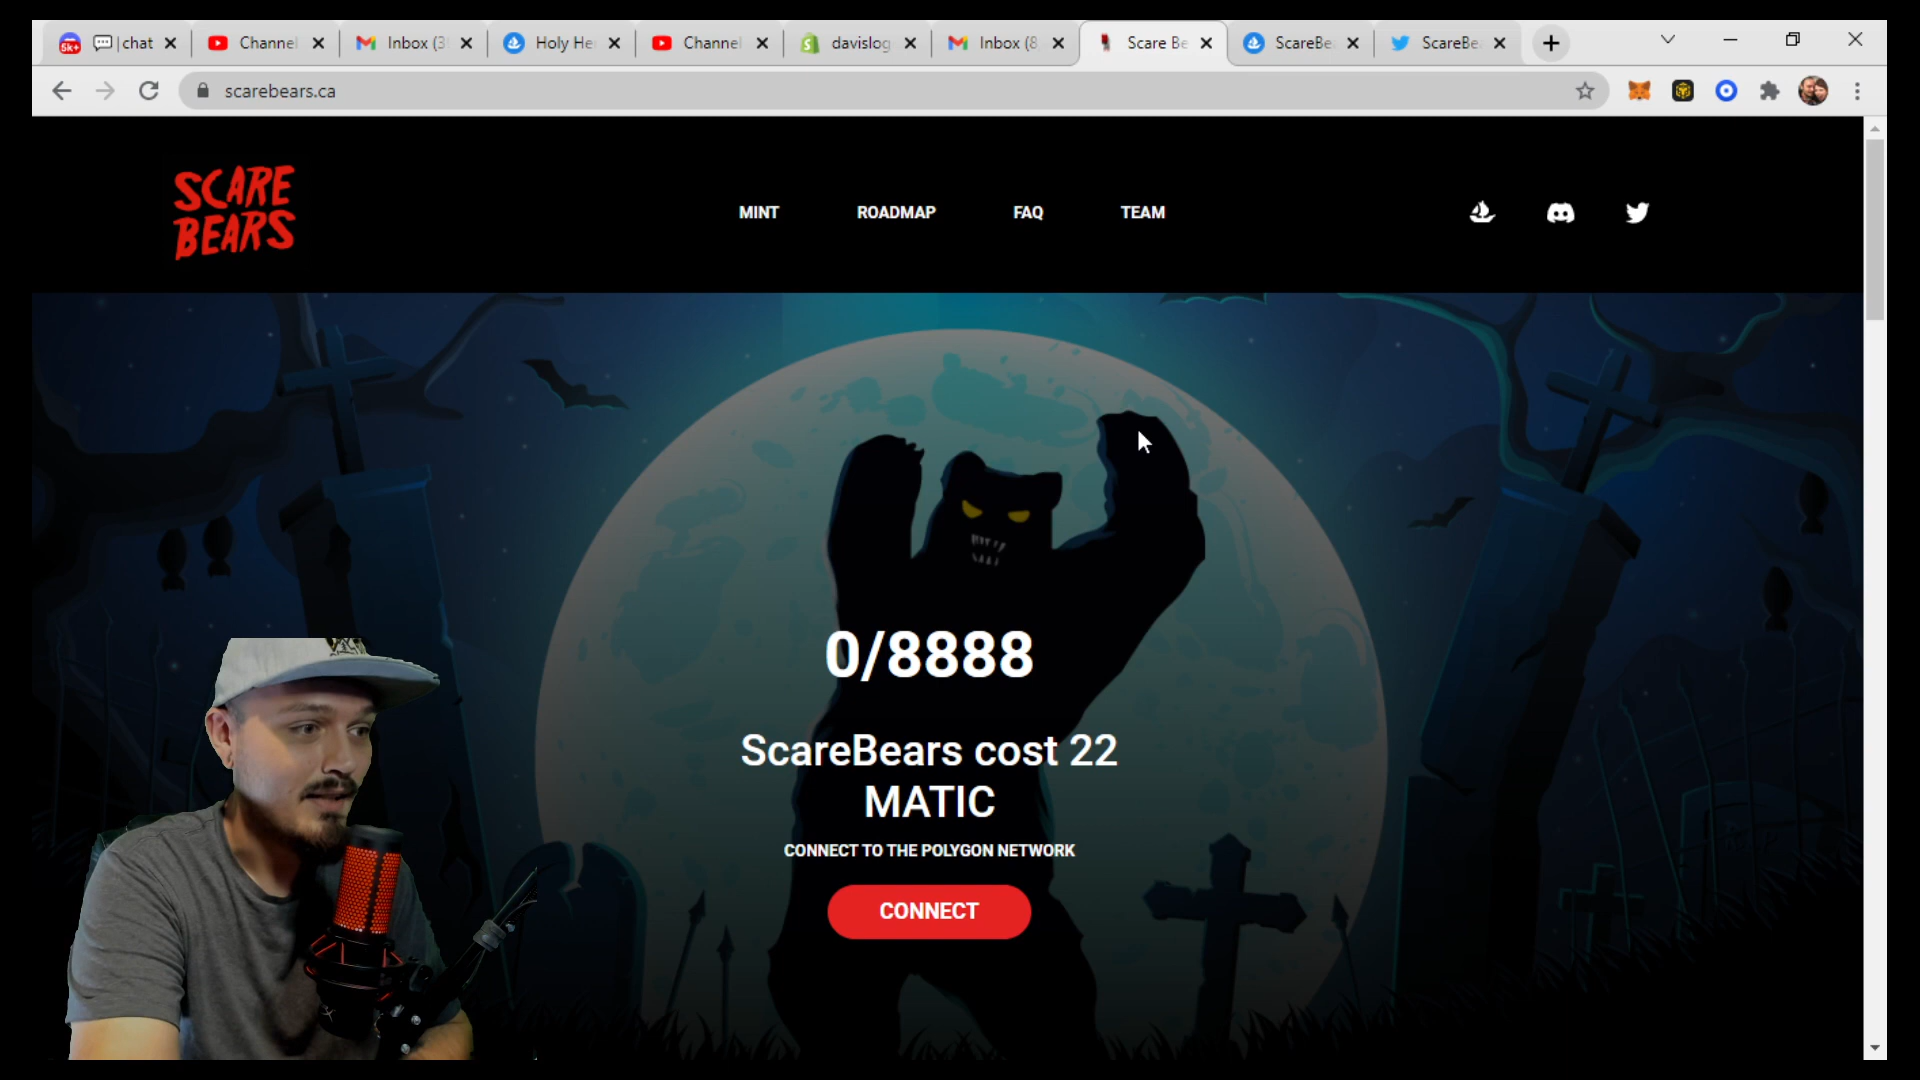 5k+
chat
Channel
Inbox (3
Holy He
Channel
davislog
Inbox (8
Scare Be
ScareBe
ScareBe
scarebears.ca
SCARE
BEARS
MINT
ROADMAP
FAQ
TEAM
0/8888
ScareBears cost 22
MATIC
CONNECT TO THE POLYGON NETWORK
CONNECT